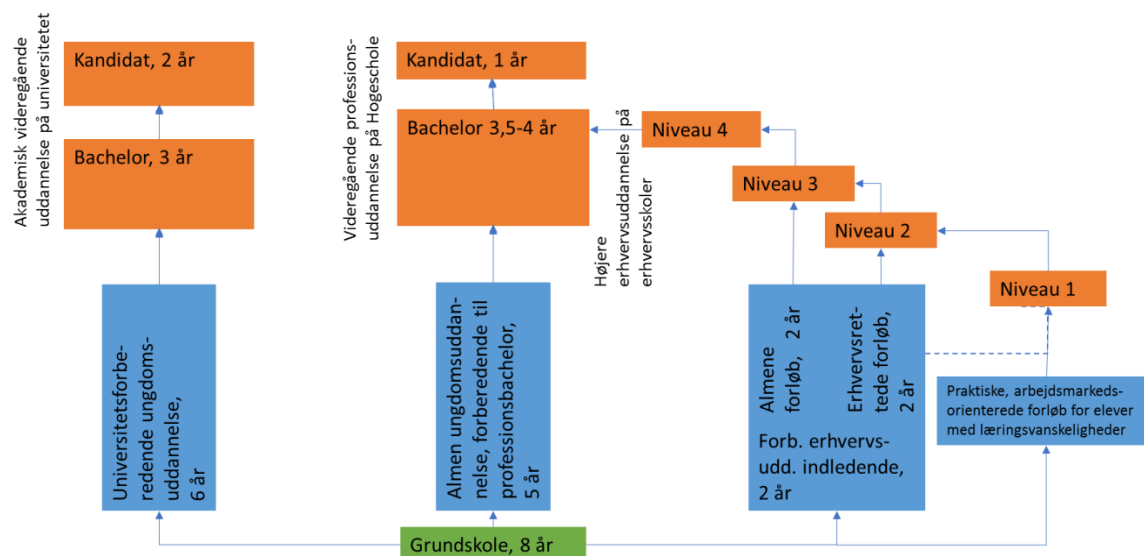 Akademisk videregående
uddannelse på universitetet
Kandidat, 2 år
Bachelor, 3 år
Universitetsforbe-
redende ungdoms-
uddannelse,
6 år
Videregående professions-
uddannelse på Hogeschole
Kandidat, 1 år
Bachelor 3,5-4 år
Almen ungdomsuddan-
nelse, forberedende til
professionsbachelor,
5 år
Højere
erhvervsuddannelse på
erhvervsskoler
Niveau 4
Niveau 3
Niveau 2
Niveau 1
Almene
forløb, 2 år
Erhvervsret-
tede forløb,
2 år
Forb. erhvervs-
udd. indledende,
2 år
Praktiske, arbejdsmarkeds-
orienterede forløb for elever
med læringsvanskeligheder
Grundskole, 8 år